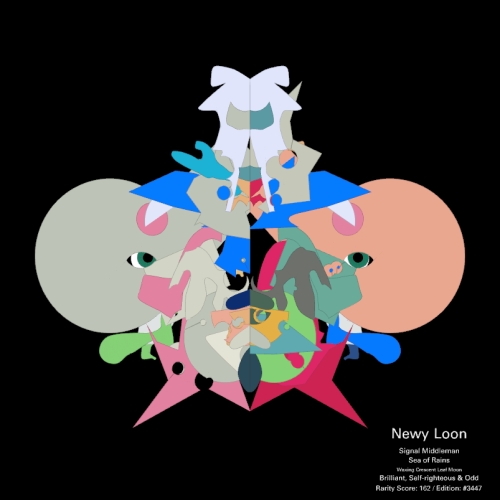 Newy Loon
Signal Middleman
Sea of Rains
Waxing Crescent Leaf Moon
Brilliant, Self-righteous & Odd
Rarity Score: 162 / Edition: #3447